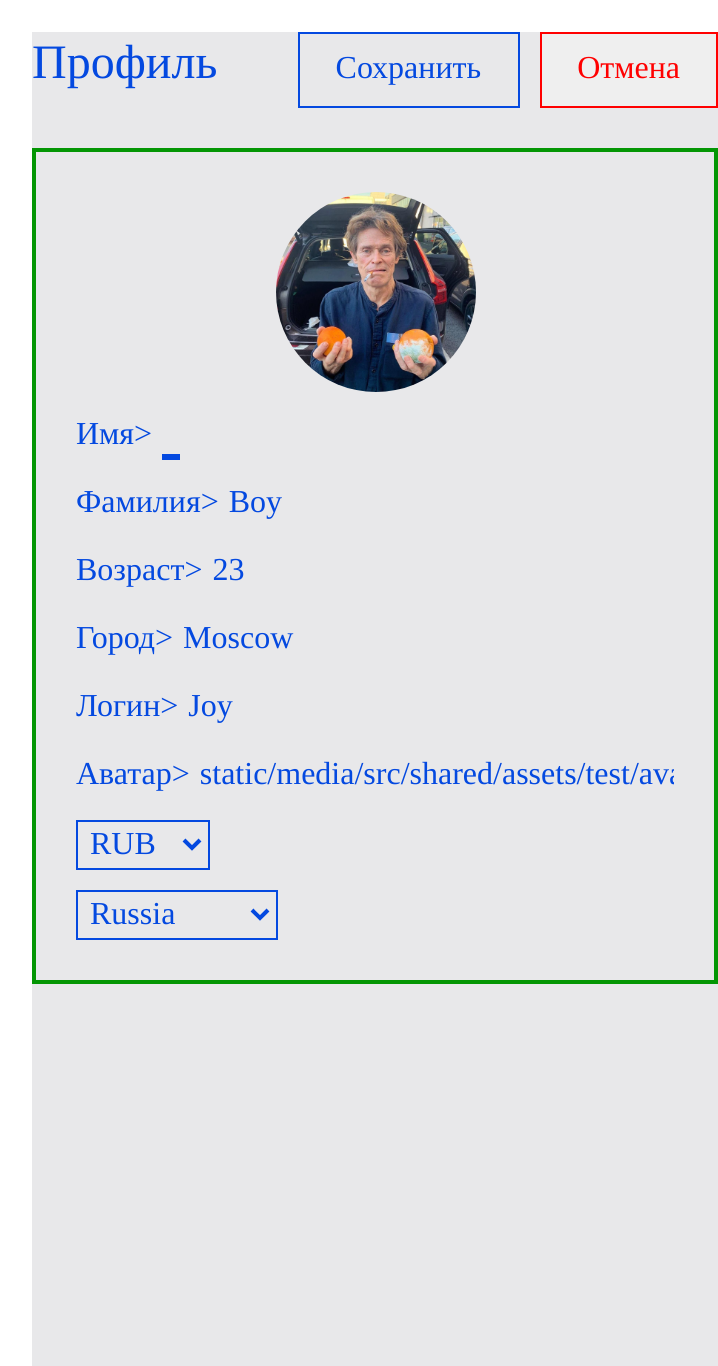 Профиль Сохранить Отмена
Имя>
Фамилия> Boy
Возраст> 23
Город> Moscow
Логин> Joy
Аватар> static/media/src/shared/assets/test/ava
RUB
Russia